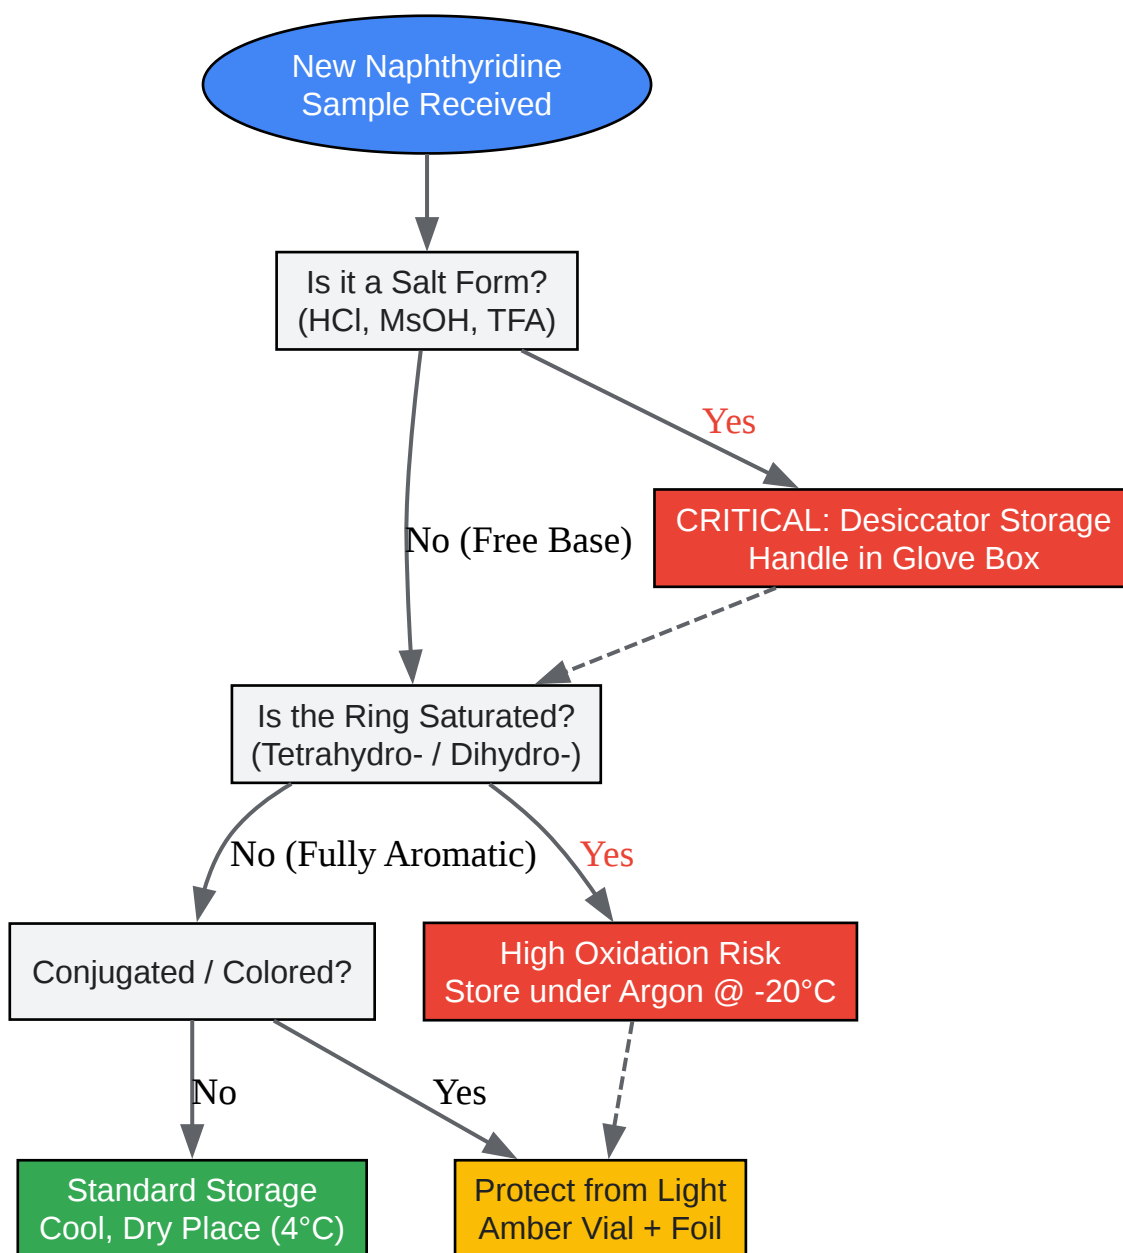 New Naphthyridine
Sample Received
Is it a Salt Form?
(HCl, MsOH, TFA)
Yes
No (Free Base)
CRITICAL: Desiccator Storage
Handle in Glove Box
Is the Ring Saturated?
(Tetrahydro- / Dihydro-)
No (Fully Aromatic)
Yes
Conjugated / Colored?
High Oxidation Risk
Store under Argon @ -20°C
No
Yes
Standard Storage
Cool, Dry Place (4°C)
Protect from Light
Amber Vial + Foil